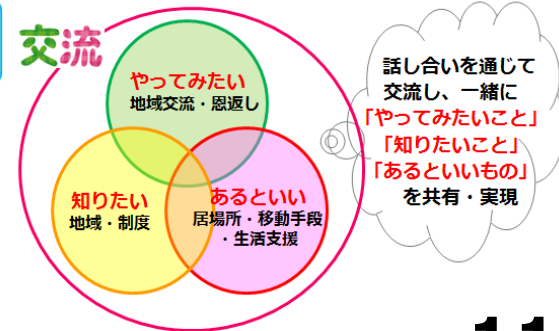 交流
やってみたい
地域交流・恩返し
知りたい
地域・制度
あるといい
居場所・移動手段
・生活支援
話し合いを通じて
交流し、一緒に
「やってみたいこと」
「知りたいこと」
「あるといいもの」
を共有・実現
11